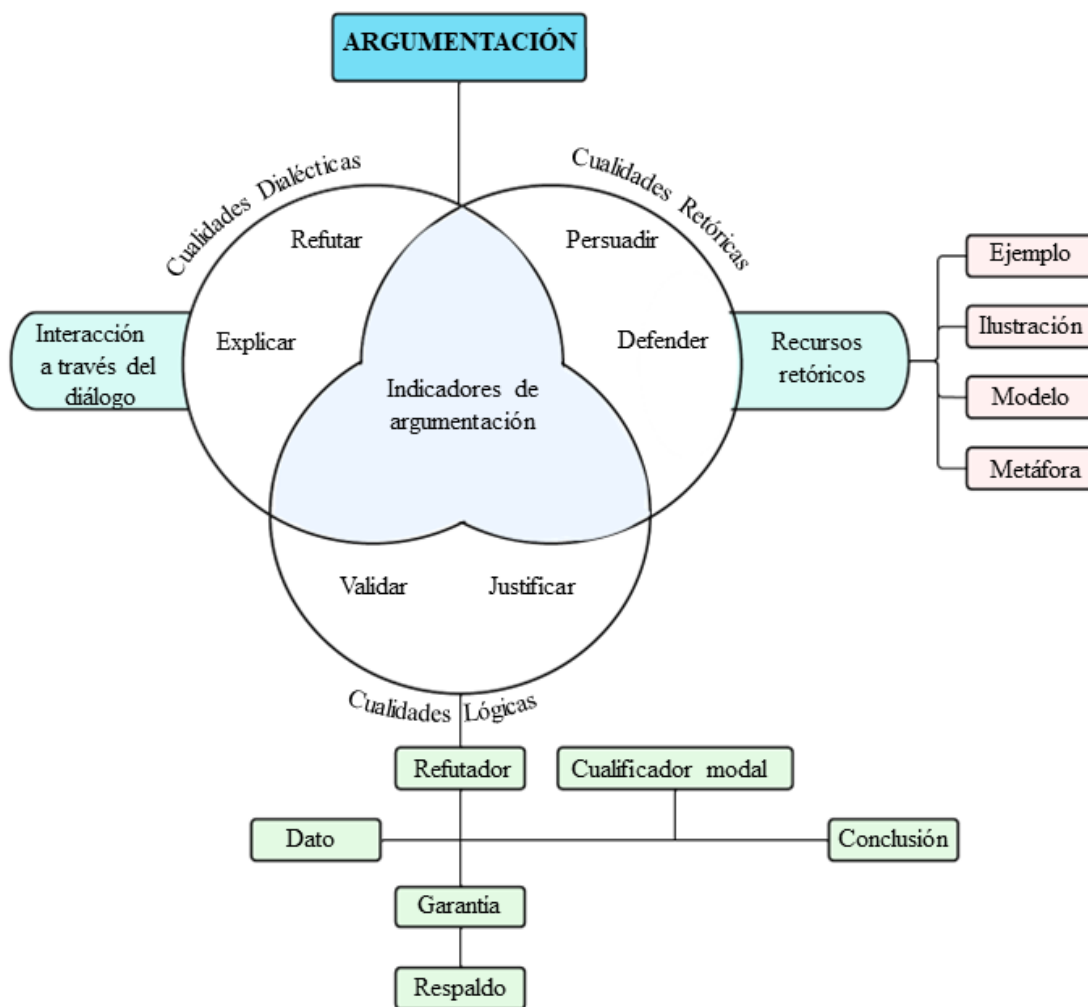 ARGUMENTACIÓN
Cualidades Dialécticas
Cualidades Retóricas
Refutar
Persuadir
Explicar
Defender
Interacción
a través del
diálogo
Indicadores de
argumentación
Recursos
retóricos
Ejemplo
Ilustración
Modelo
Metáfora
Validar
Justificar
Cualidades Lógicas
Refutador
Cualificador modal
Dato
Conclusión
Garantía
Respaldo